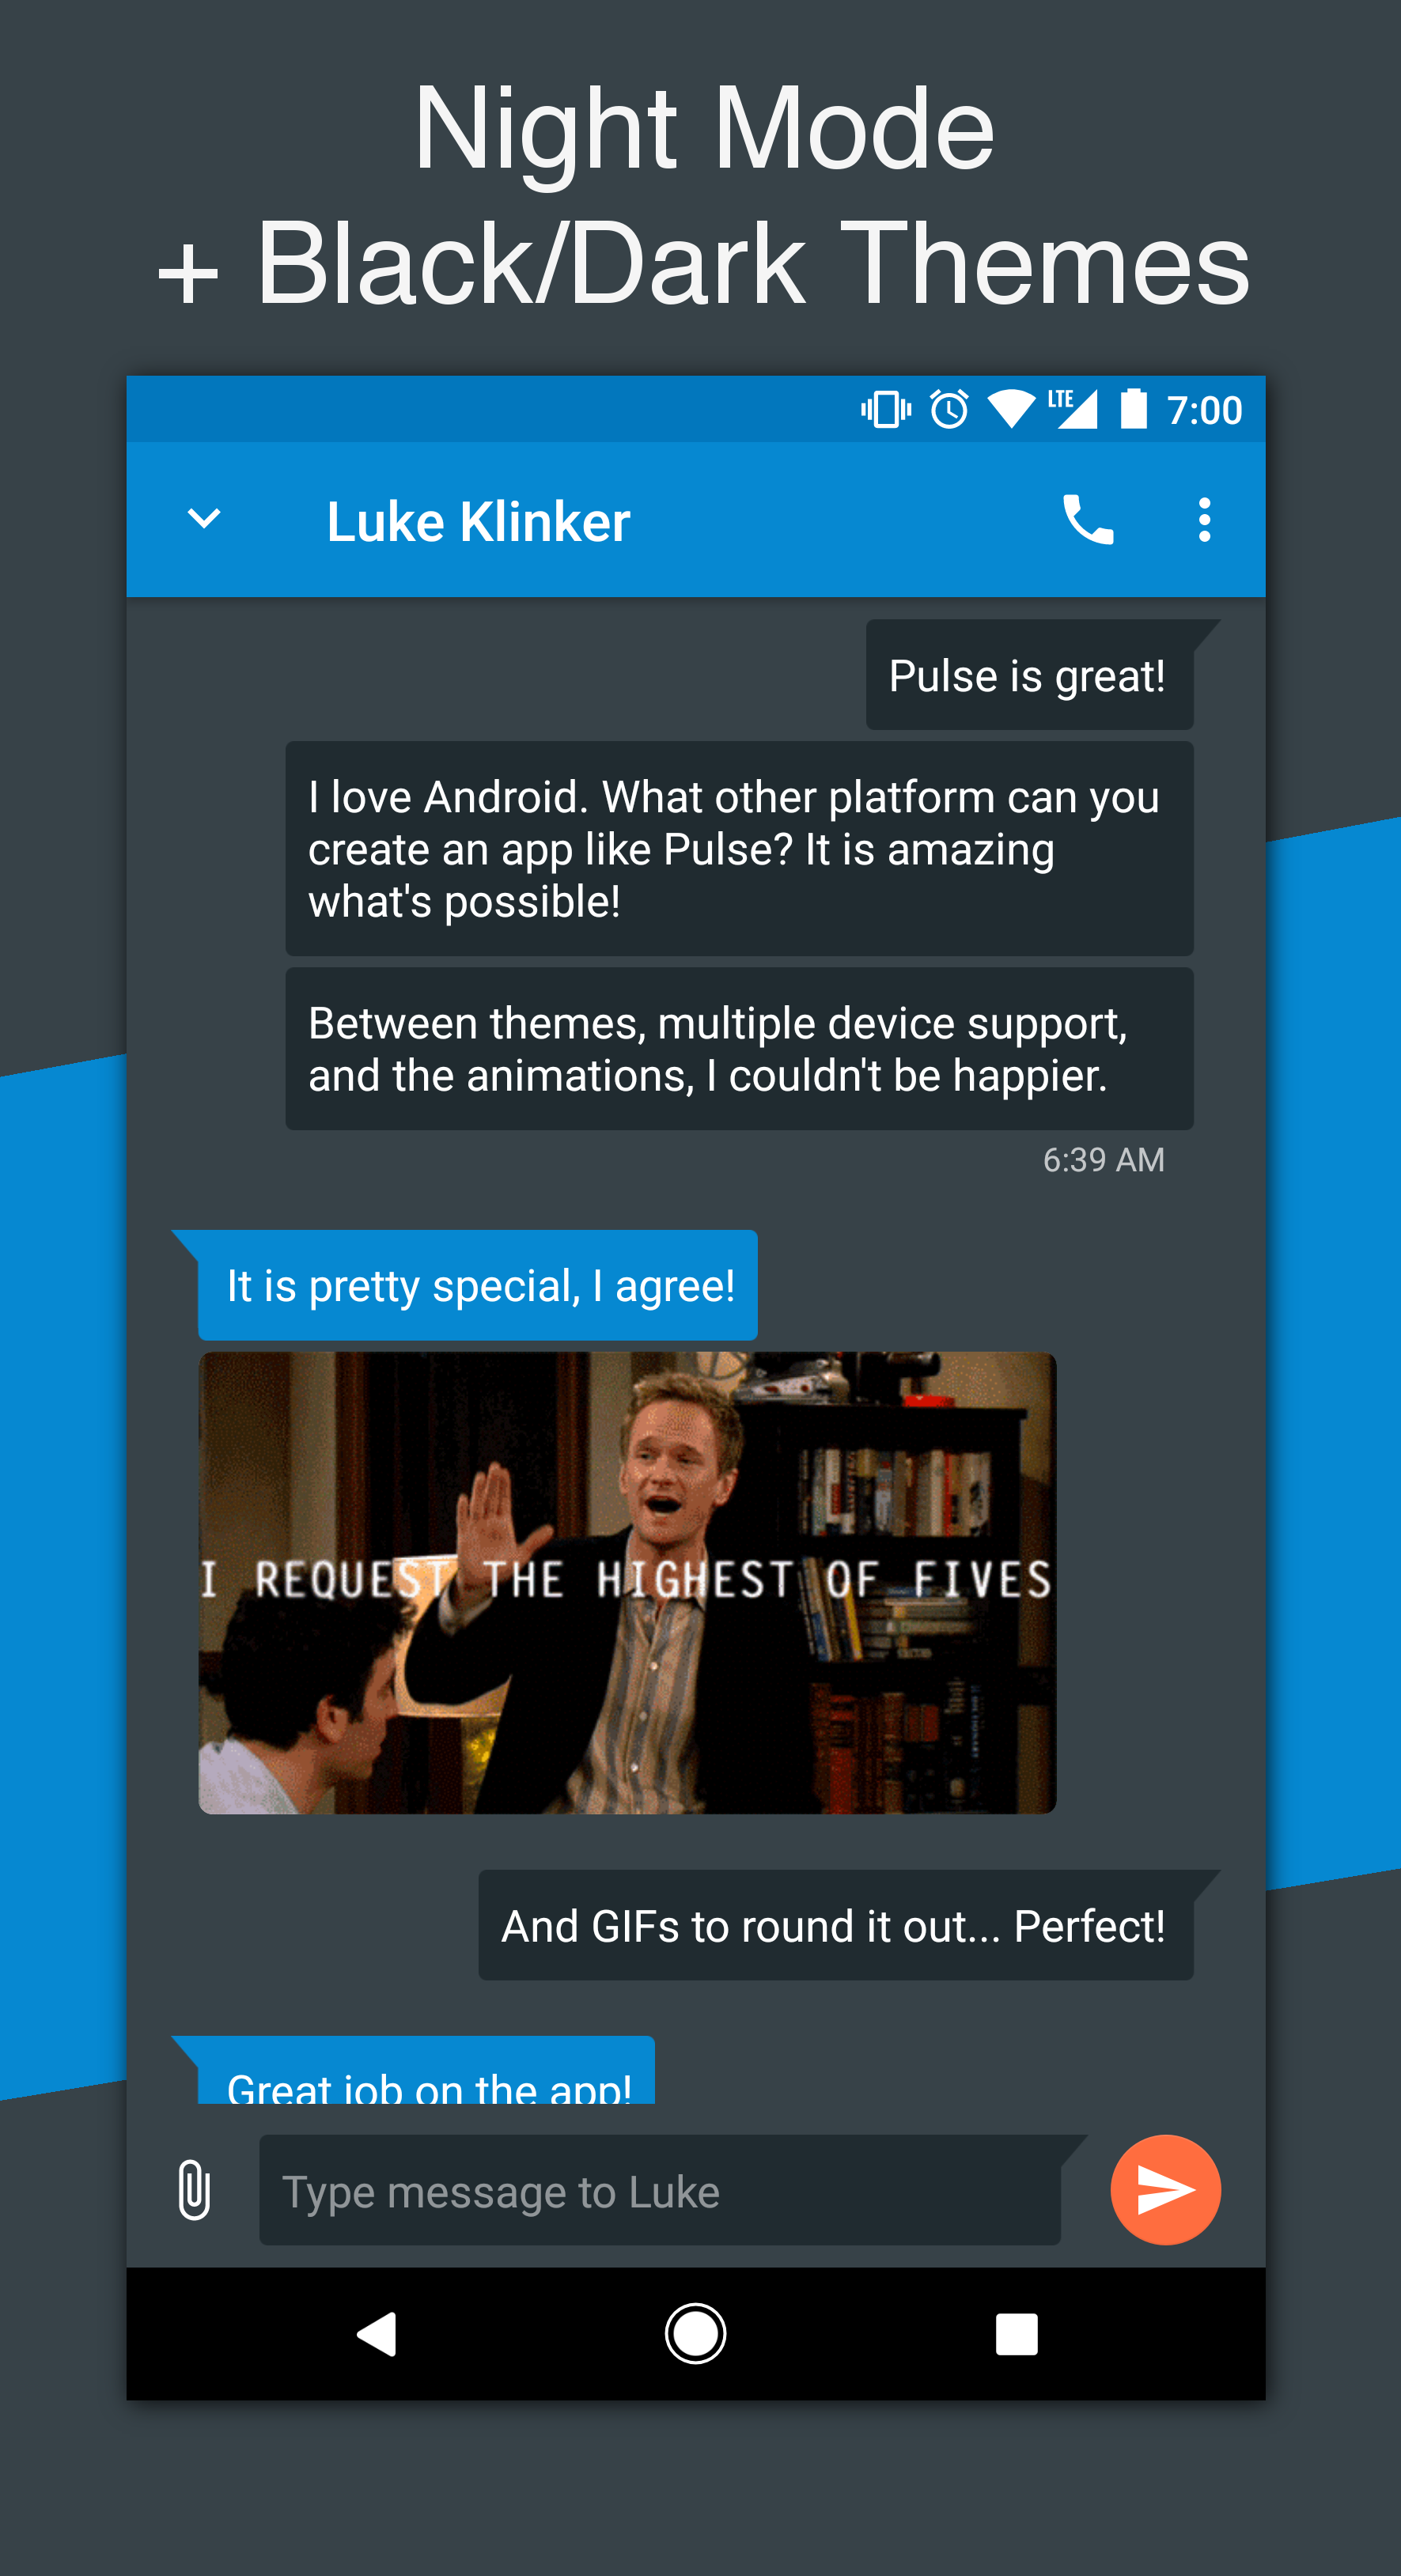 Night Mode
+ Black/Dark Themes
LTE 7:00
Luke Klinker
Pulse is great!
I love Android. What other platform can you
create an app like Pulse? It is amazing
what's possible!
Between themes, multiple device support,
and the animations, I couldn't be happier.
6:39 AM
It is pretty special, I agree!
I REQUEST THE HIGHEST OF FIVES
And GIFs to round it out... Perfect!
Great job on the app!
Type message to Luke